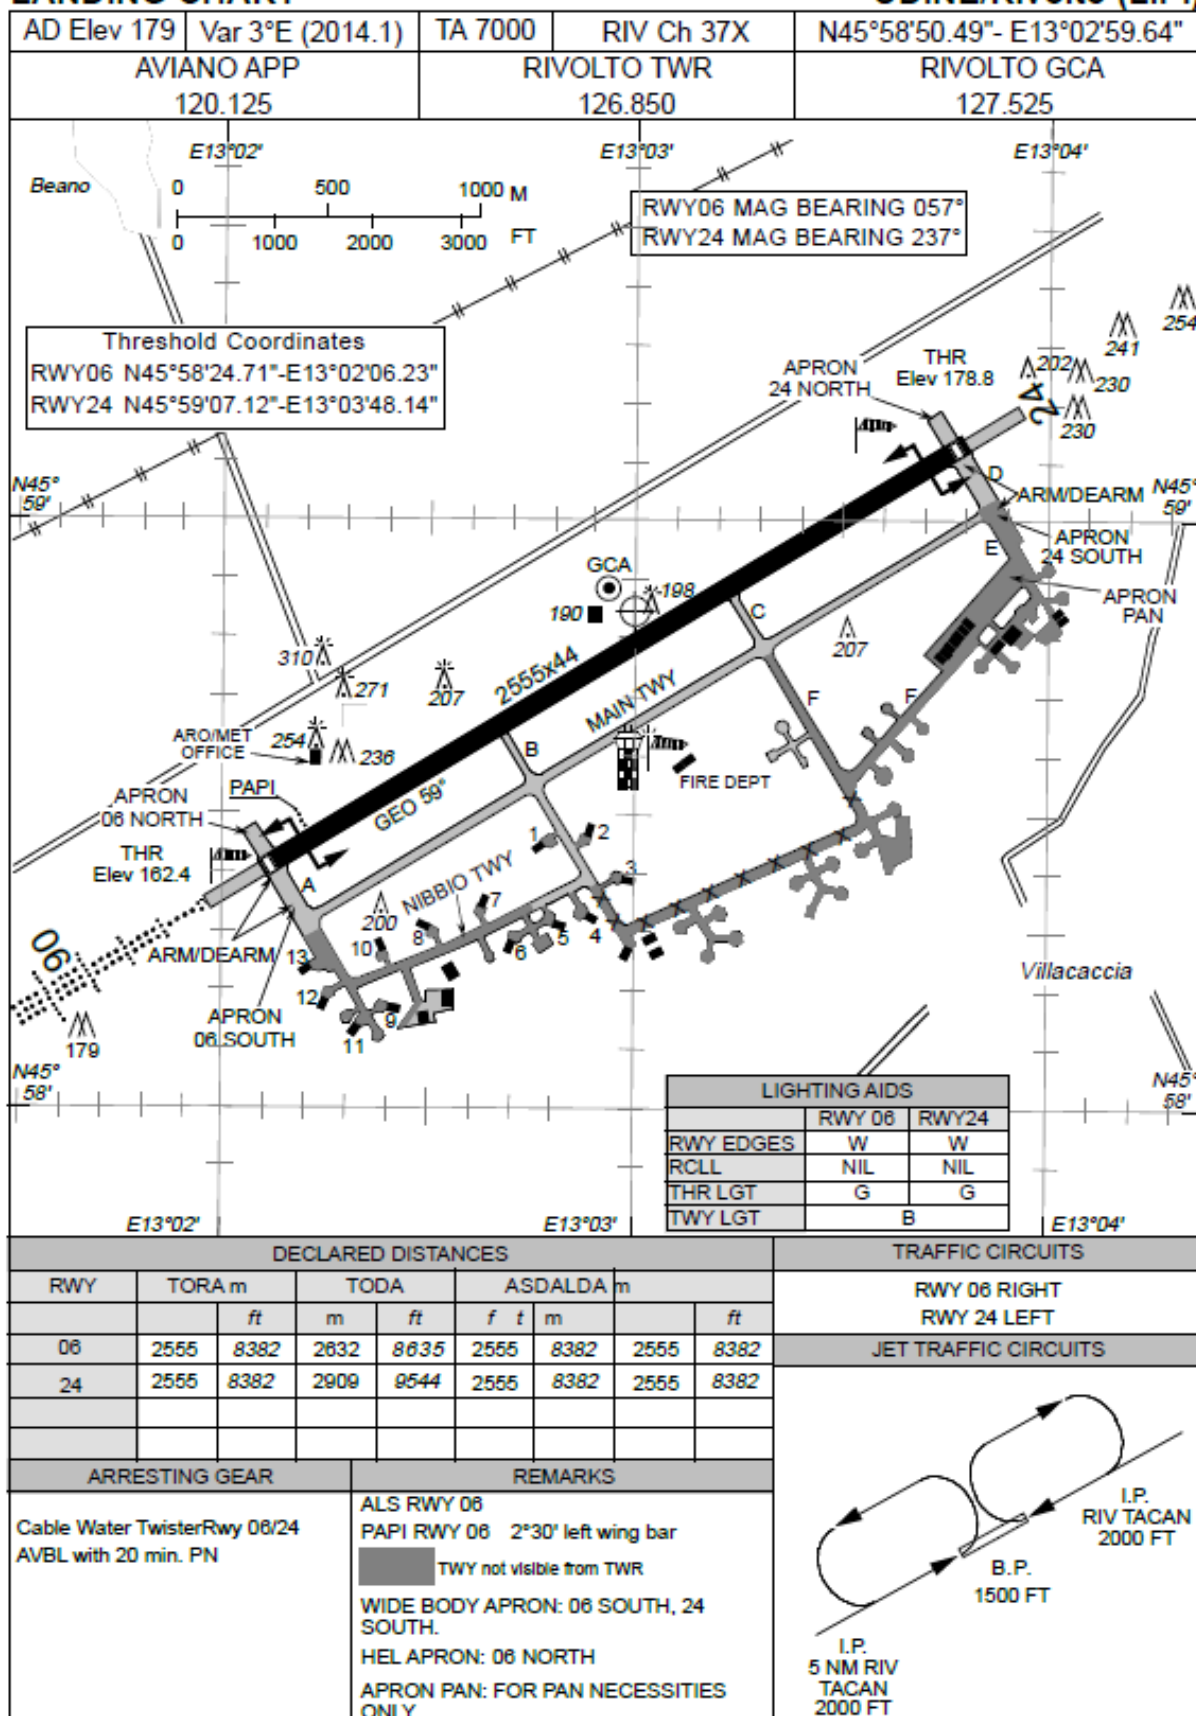 LANDING CHART
AD Elev 179
Var 3°E (2014.1)
TA 7000
RIV Ch 37X
N45°58'50.49"- E13°02'59.64"
AVIANO APP
120.125
RIVOLTO TWR
126.850
RIVOLTO GCA
127.525
E13°02'
E13°03'
E13°04'
Beano
0 500 1000 M
0 1000 2000 3000 FT
RWY06 MAG BEARING 057°
RWY24 MAG BEARING 237°
Threshold Coordinates
RWY06 N45°58'24.71"-E13°02'06.23"
RWY24 N45°59'07.12"-E13°03'48.14"
254
241
202
230
230
THR
Elev 178.8
APRON
24 NORTH
24
N45°
59'
D
ARM/DEARM
N45°
59'
APRON
24 SOUTH
E
APRON
PAN
GCA
190
198
C
207
310
271
207
2555x44
MAIN TWY
F
F
ARO/MET
OFFICE
254
236
B
FIRE DEPT
PAPI
GEO 59°
APRON
06 NORTH
THR
Elev 162.4
A
1
2
3
NIBBIO TWY
200
7
8
10
6
5
4
06
ARM/DEARM
13
12
9
11
APRON
06 SOUTH
179
Villacaccia
N45°
58'
N45°
58'
LIGHTING AIDS
RWY 06 RWY24
RWY EDGES W W
RCLL NIL NIL
THR LGT G G
TWY LGT B
E13°02'
E13°03'
E13°04'
DECLARED DISTANCES
RWY TORA m TODA ASDALDA m
ft m ft f t m ft
06 2555 8382 2632 8635 2555 8382 2555 8382
24 2555 8382 2909 9544 2555 8382 2555 8382
TRAFFIC CIRCUITS
RWY 06 RIGHT
RWY 24 LEFT
JET TRAFFIC CIRCUITS
I.P.
RIV TACAN
2000 FT
B.P.
1500 FT
I.P.
5 NM RIV
TACAN
2000 FT
ARRESTING GEAR
Cable Water TwisterRwy 06/24
AVBL with 20 min. PN
REMARKS
ALS RWY 06
PAPI RWY 06 2°30' left wing bar
TWY not visible from TWR
WIDE BODY APRON: 06 SOUTH, 24
SOUTH.
HEL APRON: 06 NORTH
APRON PAN: FOR PAN NECESSITIES
ONLY